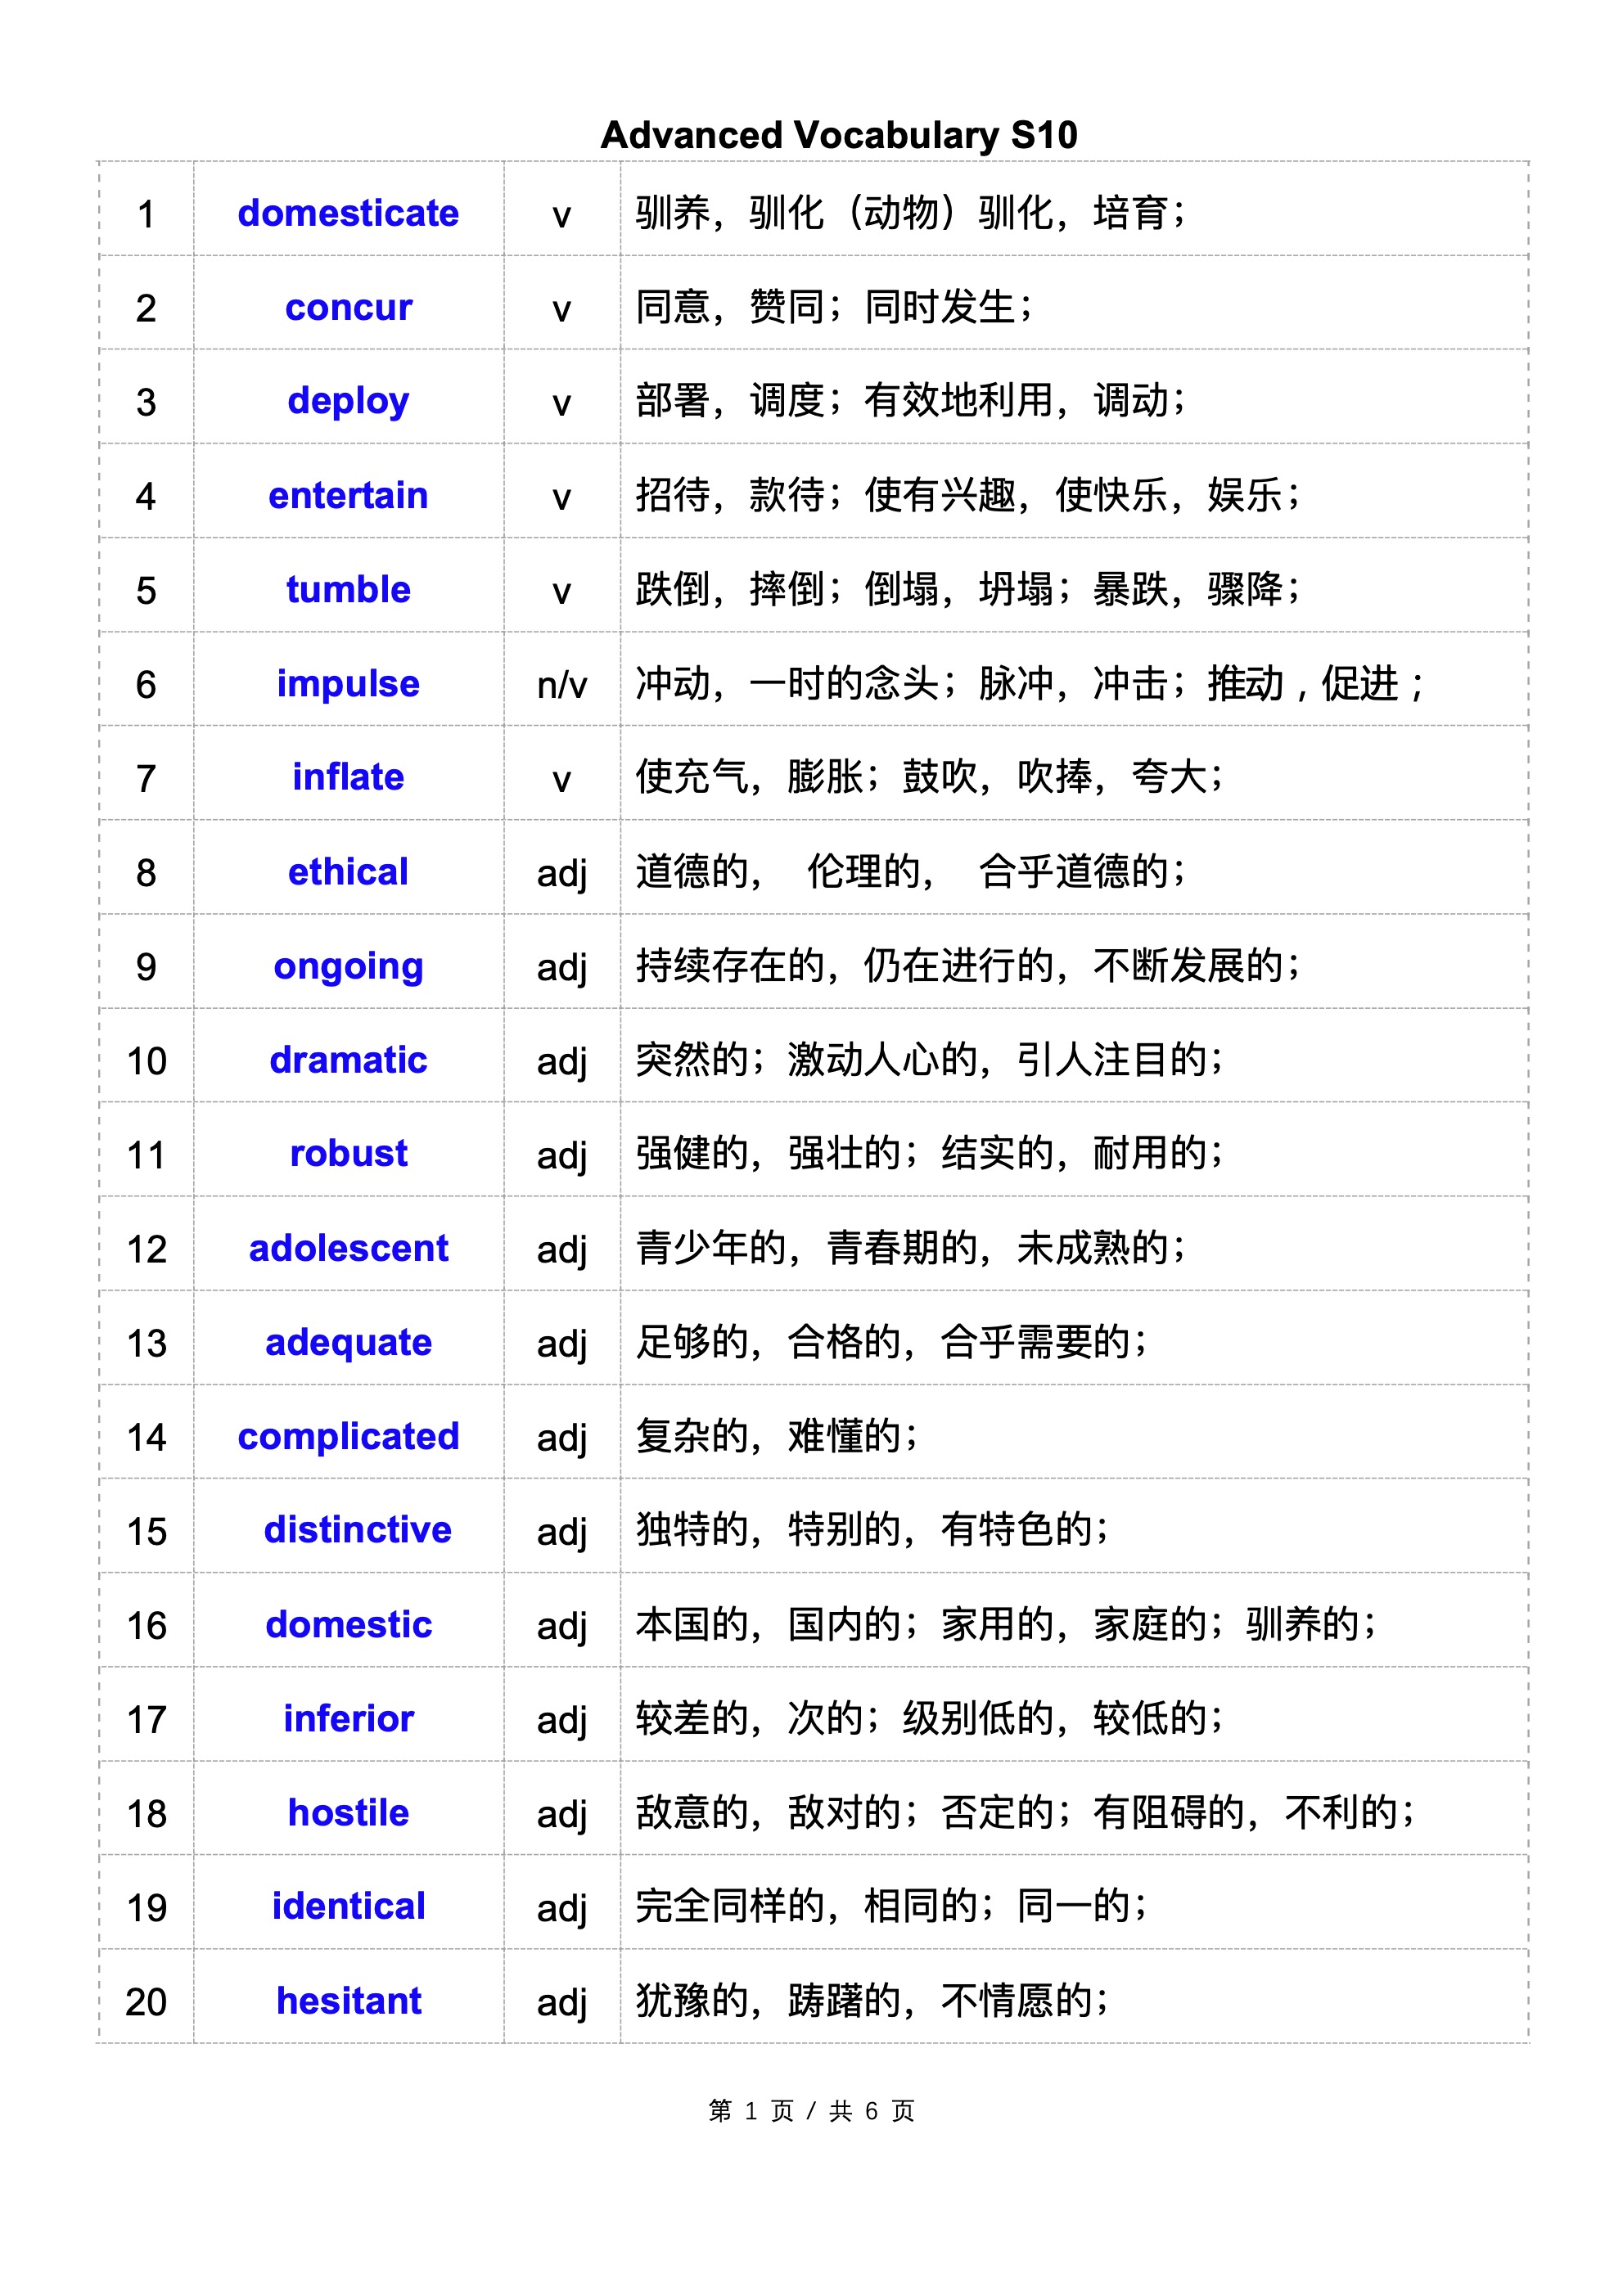 Advanced Vocabulary S10
1 domesticate v 驯养，驯化（动物）驯化，培育；
2 concur v 同意，赞同；同时发生；
3 deploy v 部署，调度；有效地利用，调动；
4 entertain v 招待，款待；使有兴趣，使快乐，娱乐；
5 tumble v 跌倒，摔倒；倒塌，坍塌；暴跌，骤降；
6 impulse n/v 冲动，一时的念头；脉冲，冲击；推动，促进；
7 inflate v 使充气，膨胀；鼓吹，吹捧，夸大；
8 ethical adj 道德的， 伦理的， 合乎道德的；
9 ongoing adj 持续存在的，仍在进行的，不断发展的；
10 dramatic adj 突然的；激动人心的，引人注目的；
11 robust adj 强健的，强壮的；结实的，耐用的；
12 adolescent adj 青少年的，青春期的，未成熟的；
13 adequate adj 足够的，合格的，合乎需要的；
14 complicated adj 复杂的，难懂的；
15 distinctive adj 独特的，特别的，有特色的；
16 domestic adj 本国的，国内的；家用的，家庭的；驯养的；
17 inferior adj 较差的，次的；级别低的，较低的；
18 hostile adj 敌意的，敌对的；否定的；有阻碍的，不利的；
19 identical adj 完全同样的，相同的；同一的；
20 hesitant adj 犹豫的，踌躇的，不情愿的；
第 1 页 / 共 6 页